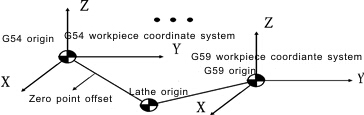 Z
Z
G54 origin
G54 workpiece coordinate system
Y
G59 workpiece coordiante system
G59 origin
X
Y
Zero point offset
Lathe origin
X